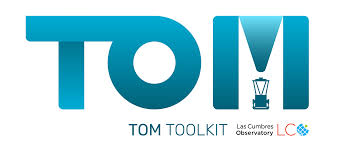 TOM
TOM TOOLKIT
Las Cumbres
Observatory
LCO